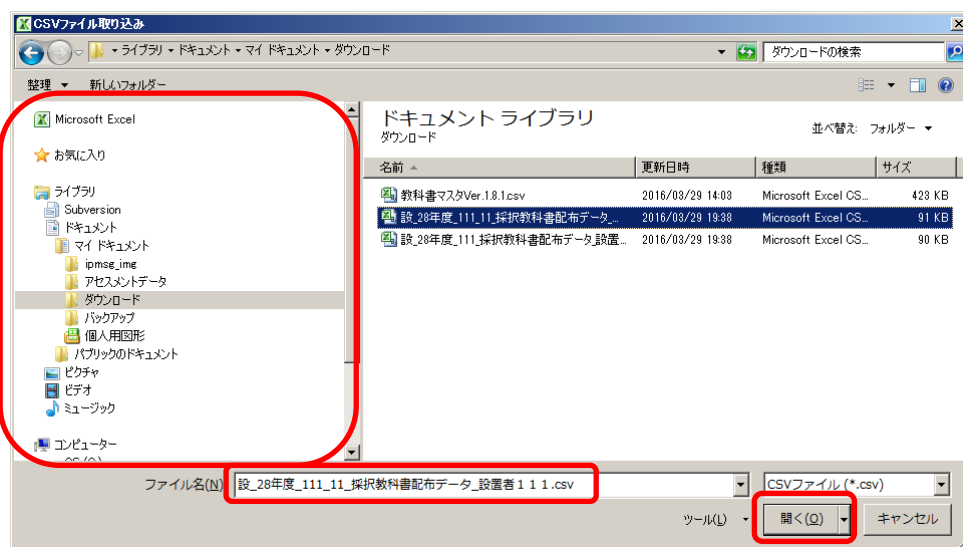 CSVファイル取り込み
ライブラリ ドキュメント マイ ドキュメント ダウンロード
ダウンロードの検索
整理 新しいフォルダー
Microsoft Excel
お気に入り
ライブラリ
Subversion
ドキュメント
マイ ドキュメント
ipmsg_img
アセスメントデータ
ダウンロード
バックアップ
個人用図形
パブリックのドキュメント
ピクチャ
ビデオ
ミュージック
コンピューター
ドキュメント ライブラリ
ダウンロード
並べ替え: フォルダー
名前 更新日時 種類 サイズ
教科書マスタVer.1.8.1.csv 2016/03/29 14:03 Microsoft Excel CS... 423 KB
設_28年度_111_11_採択教科書配布データ_... 2016/03/29 19:38 Microsoft Excel CS... 91 KB
設_28年度_111_採択教科書配布データ_設置... 2016/03/29 19:38 Microsoft Excel CS... 90 KB
ファイル名(N) 設_28年度_111_11_採択教科書配布データ_設置者１１１.csv CSVファイル (*.csv)
ツール(L) 開く(O) キャンセル